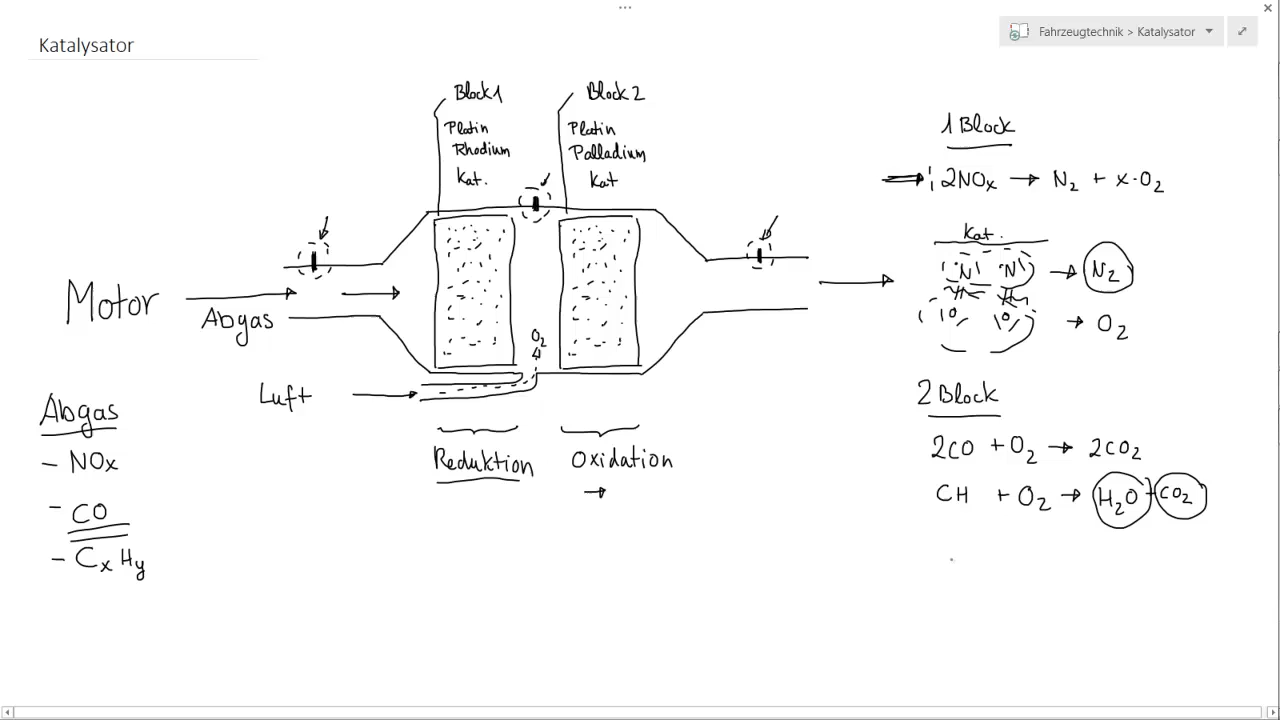 Katalysator
Fahrzeugtechnik > Katalysator
Block 1
Platin
Rhodium
Kat.
Block 2
Platin
Palladium
Kat
Motor
Abgas
Luft
O₂
Reduktion
Oxidation
→
Abgas
- NOx
- CO
- CxHy
1 Block
2NOx → N₂ + x·O₂
Kat.
N N → N₂
O O → O₂
2 Block
2CO + O₂ → 2CO₂
CH + O₂ → H₂O + CO₂